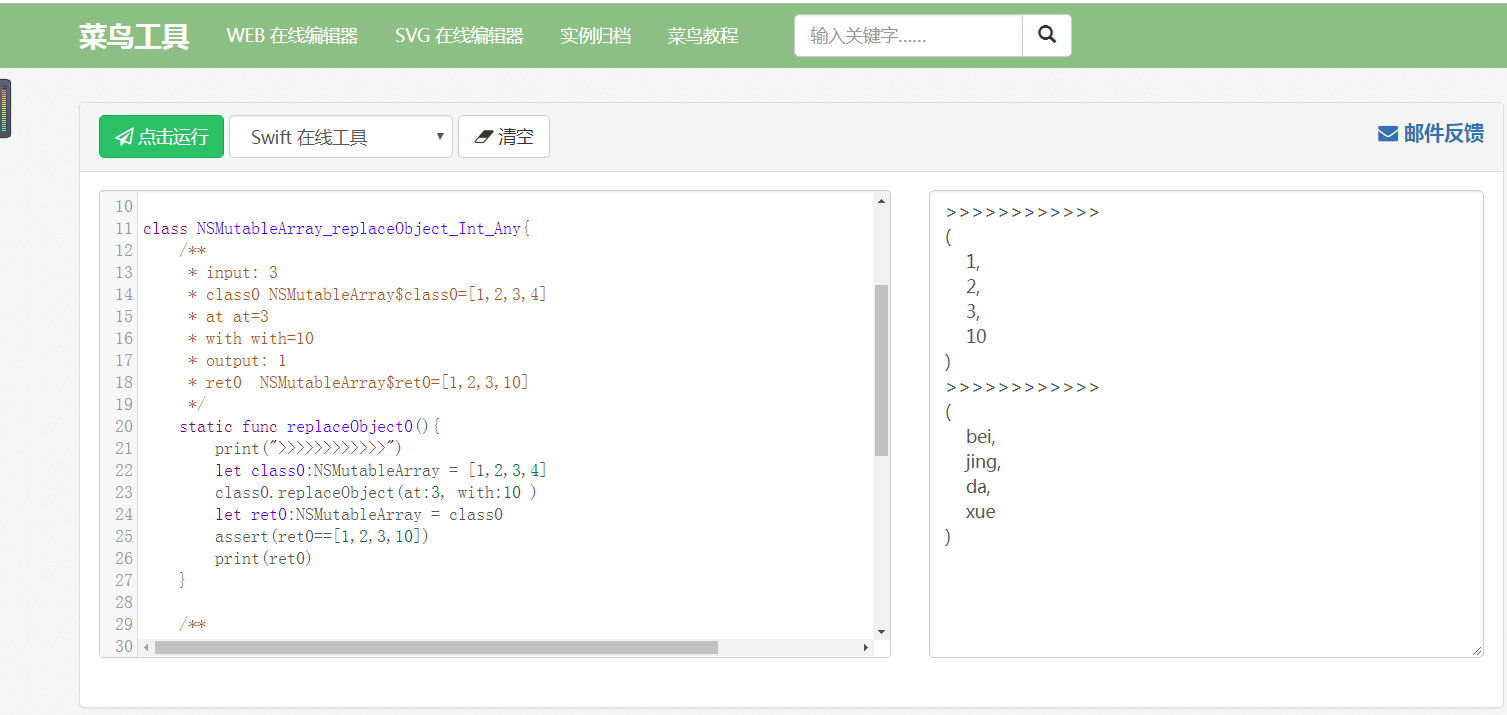 菜鸟工具 WEB 在线编辑器 SVG 在线编辑器 实例归档 菜鸟教程 输入关键字......
点击运行 Swift 在线工具 清空 邮件反馈
10
11 class NSMutableArray_replaceObject_Int_Any{
12     /**
13      * input: 3
14      * class0 NSMutableArray$class0=[1,2,3,4]
15      * at at=3
16      * with with=10
17      * output: 1
18      * ret0  NSMutableArray$ret0=[1,2,3,10]
19      */
20     static func replaceObject0(){
21         print(">>>>>>>>>>>>")
22         let class0:NSMutableArray = [1,2,3,4]
23         class0.replaceObject(at:3, with:10 )
24         let ret0:NSMutableArray = class0
25         assert(ret0==[1,2,3,10])
26         print(ret0)
27     }
28
29     /**
30
>>>>>>>>>>>>
(
    1,
    2,
    3,
    10
)
>>>>>>>>>>>>
(
    bei,
    jing,
    da,
    xue
)